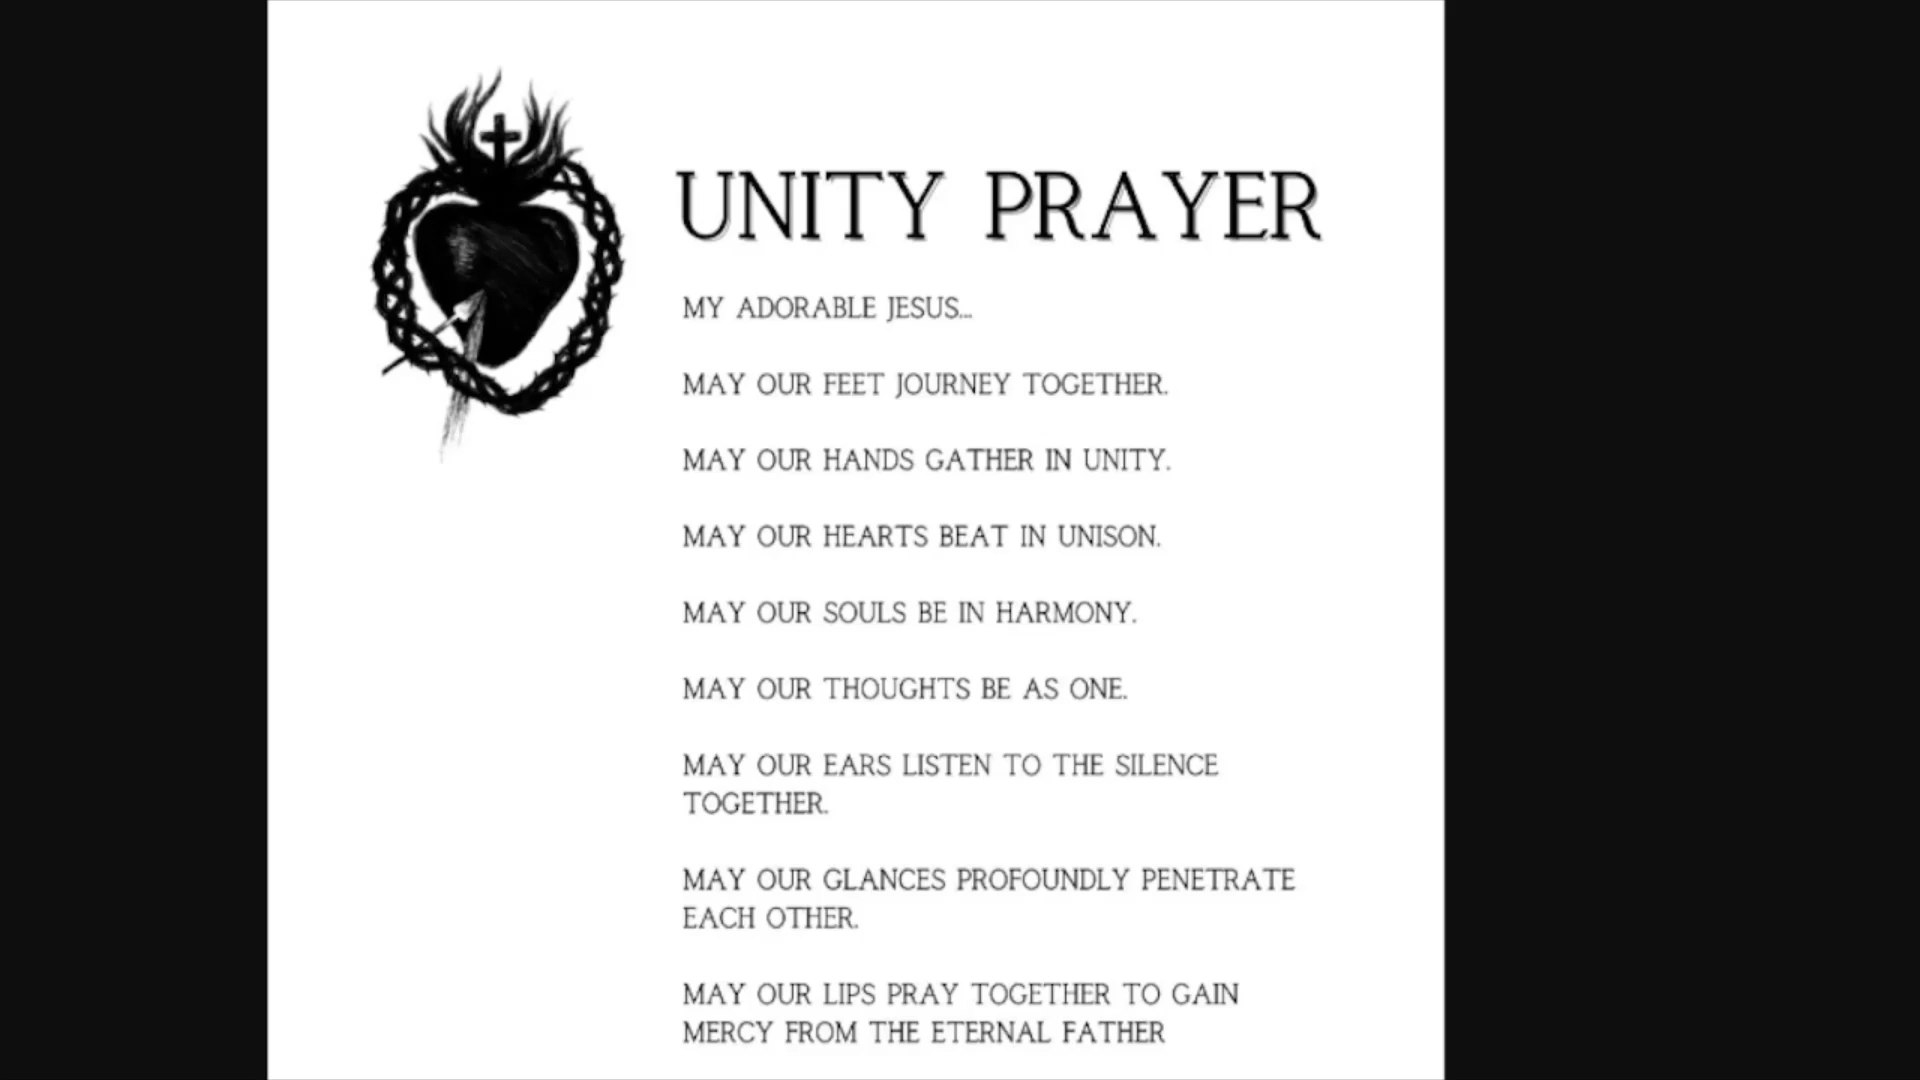 UNITY PRAYER
MY ADORABLE JESUS...
MAY OUR FEET JOURNEY TOGETHER.
MAY OUR HANDS GATHER IN UNITY.
MAY OUR HEARTS BEAT IN UNISON.
MAY OUR SOULS BE IN HARMONY.
MAY OUR THOUGHTS BE AS ONE.
MAY OUR EARS LISTEN TO THE SILENCE
TOGETHER.
MAY OUR GLANCES PROFOUNDLY PENETRATE
EACH OTHER.
MAY OUR LIPS PRAY TOGETHER TO GAIN
MERCY FROM THE ETERNAL FATHER